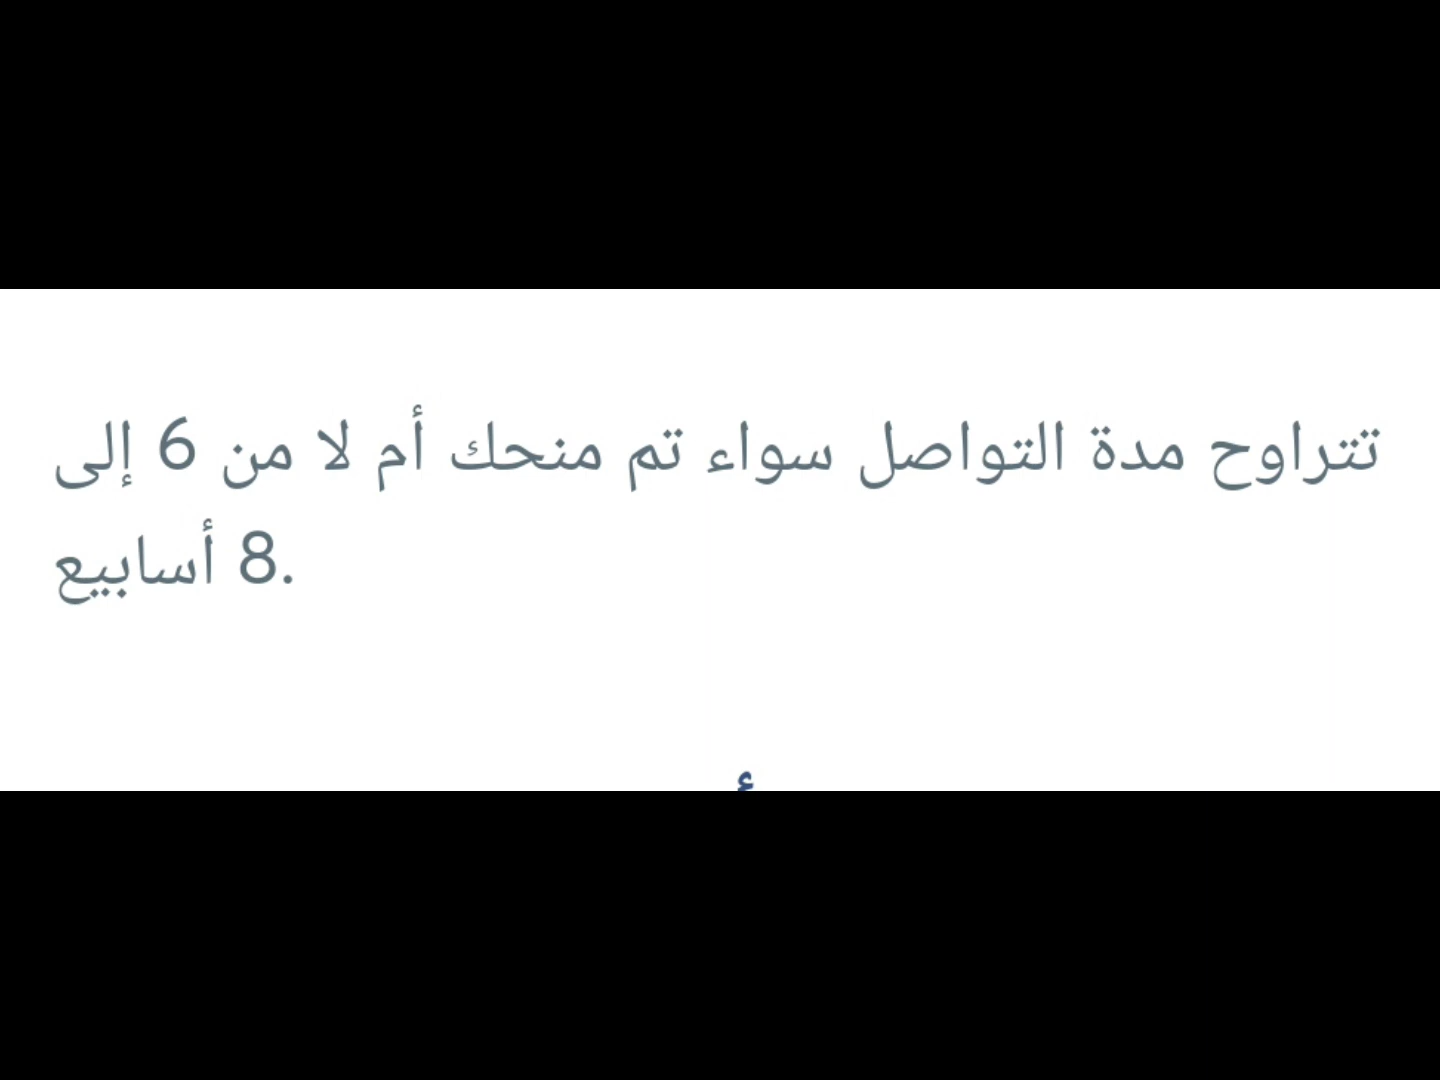 تتراوح مدة التواصل سواء تم منحك أم لا من 6 إلى
8 أسابيع.